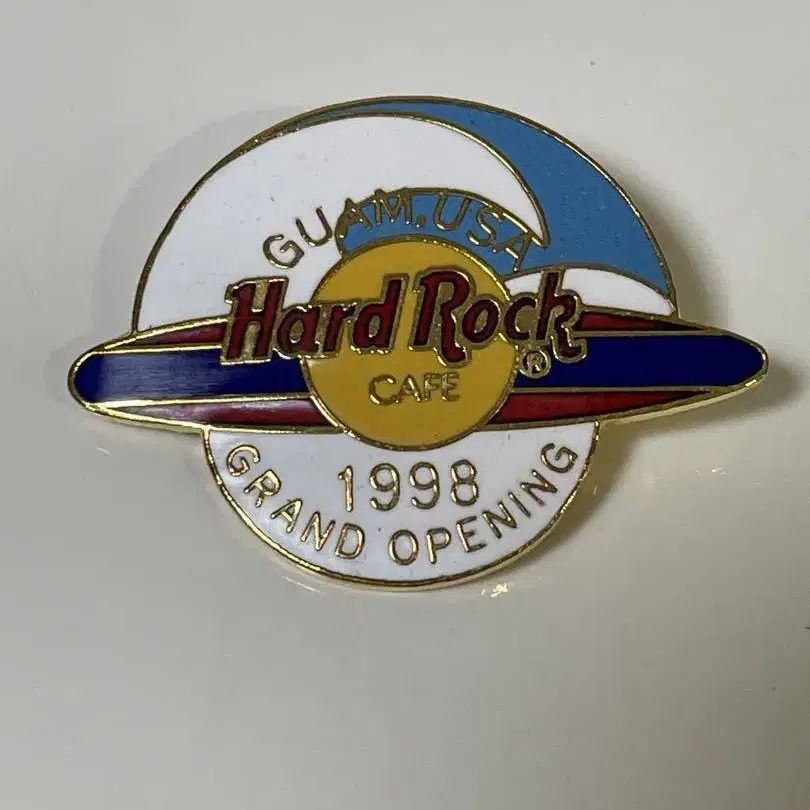 GUAM, USA
Hard Rock
®
CAFE
1998
GRAND OPENING